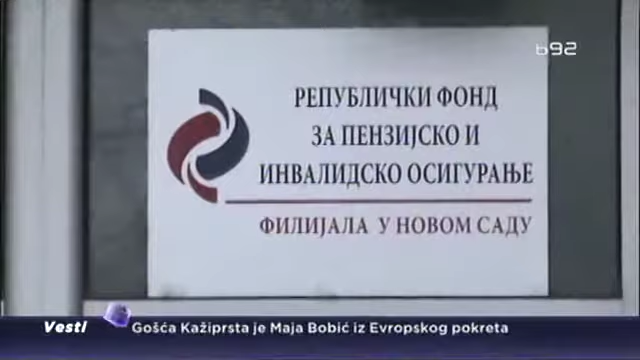 b92
РЕПУБЛИЧКИ ФОНД
ЗА ПЕНЗИЈСКО И
ИНВАЛИДСКО ОСИГУРАЊЕ
ФИЛИЈАЛА У НОВОМ САДУ
Vesti
Gošća Kažiprsta je Maja Bobić iz Evropskog pokreta